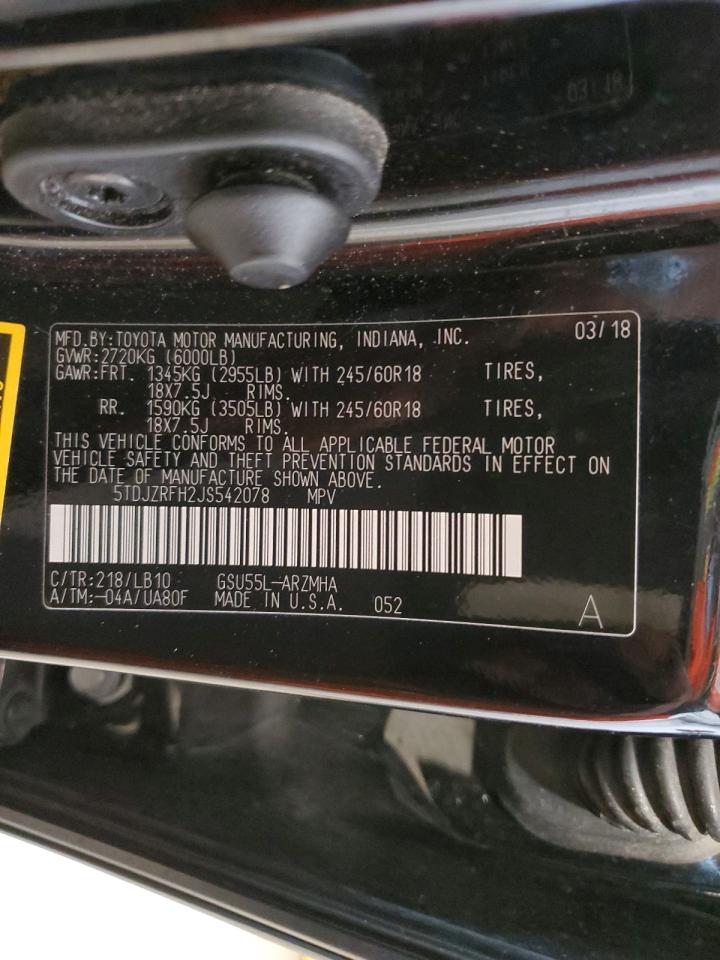 MFD.BY:TOYOTA MOTOR MANUFACTURING, INDIANA, INC. 03/18
GVWR:2720KG (6000LB)
GAWR:FRT. 1345KG (2955LB) WITH 245/60R18 TIRES,
18X7.5J RIMS.
RR. 1590KG (3505LB) WITH 245/60R18 TIRES,
18X7.5J RIMS.
THIS VEHICLE CONFORMS TO ALL APPLICABLE FEDERAL MOTOR
VEHICLE SAFETY AND THEFT PREVENTION STANDARDS IN EFFECT ON
THE DATE OF MANUFACTURE SHOWN ABOVE.
5TDJZRFH2JS542078 MPV
C/TR:218/LB10 GSU55L-ARZMHA
A/TM:-04A/UA80F MADE IN U.S.A. 052
A